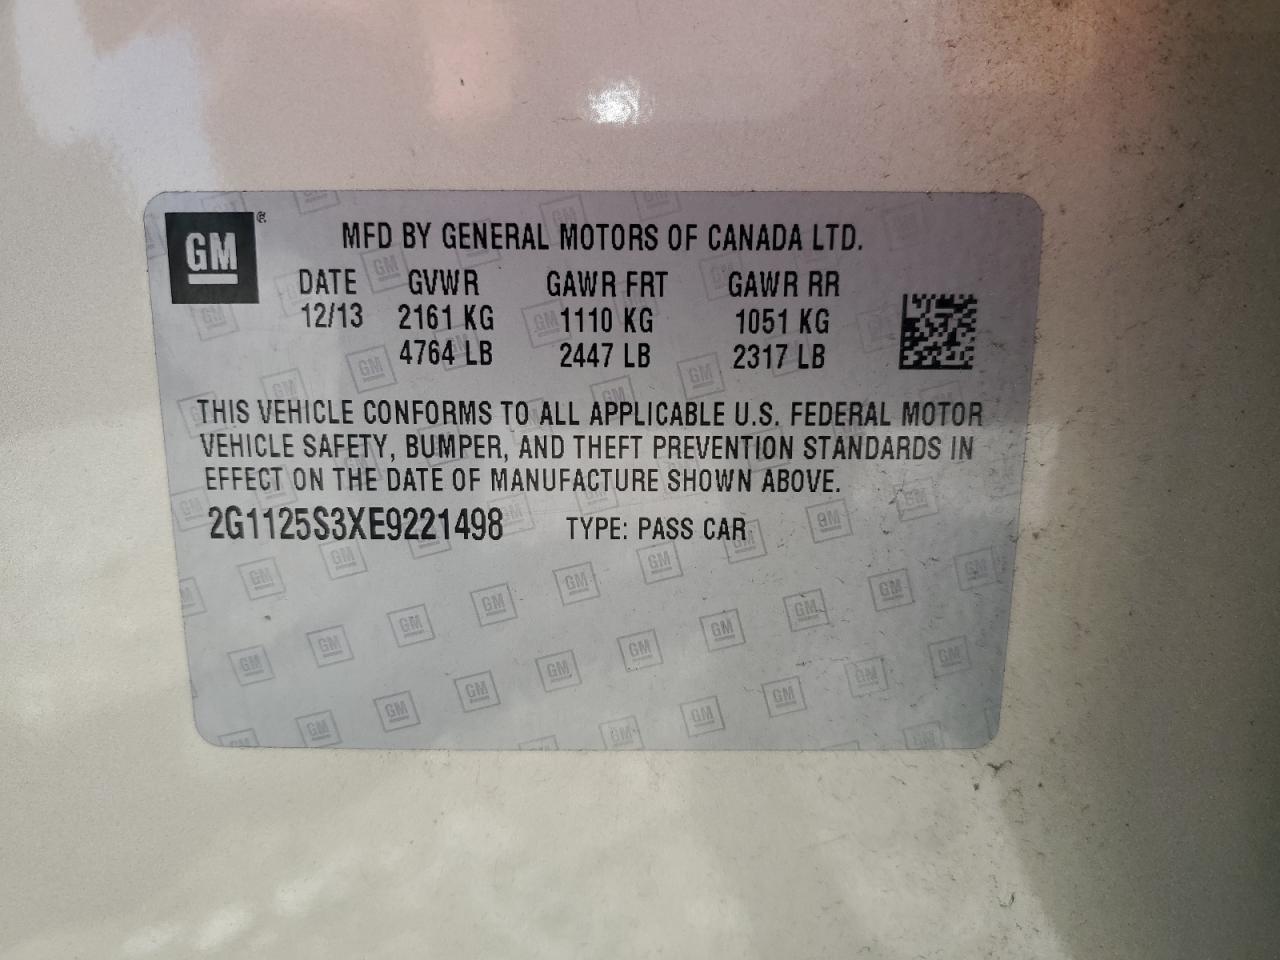 GM ®
MFD BY GENERAL MOTORS OF CANADA LTD.
DATE GVWR GAWR FRT GAWR RR
12/13 2161 KG 1110 KG 1051 KG
4764 LB 2447 LB 2317 LB
THIS VEHICLE CONFORMS TO ALL APPLICABLE U.S. FEDERAL MOTOR
VEHICLE SAFETY, BUMPER, AND THEFT PREVENTION STANDARDS IN
EFFECT ON THE DATE OF MANUFACTURE SHOWN ABOVE.
2G1125S3XE9221498 TYPE: PASS CAR